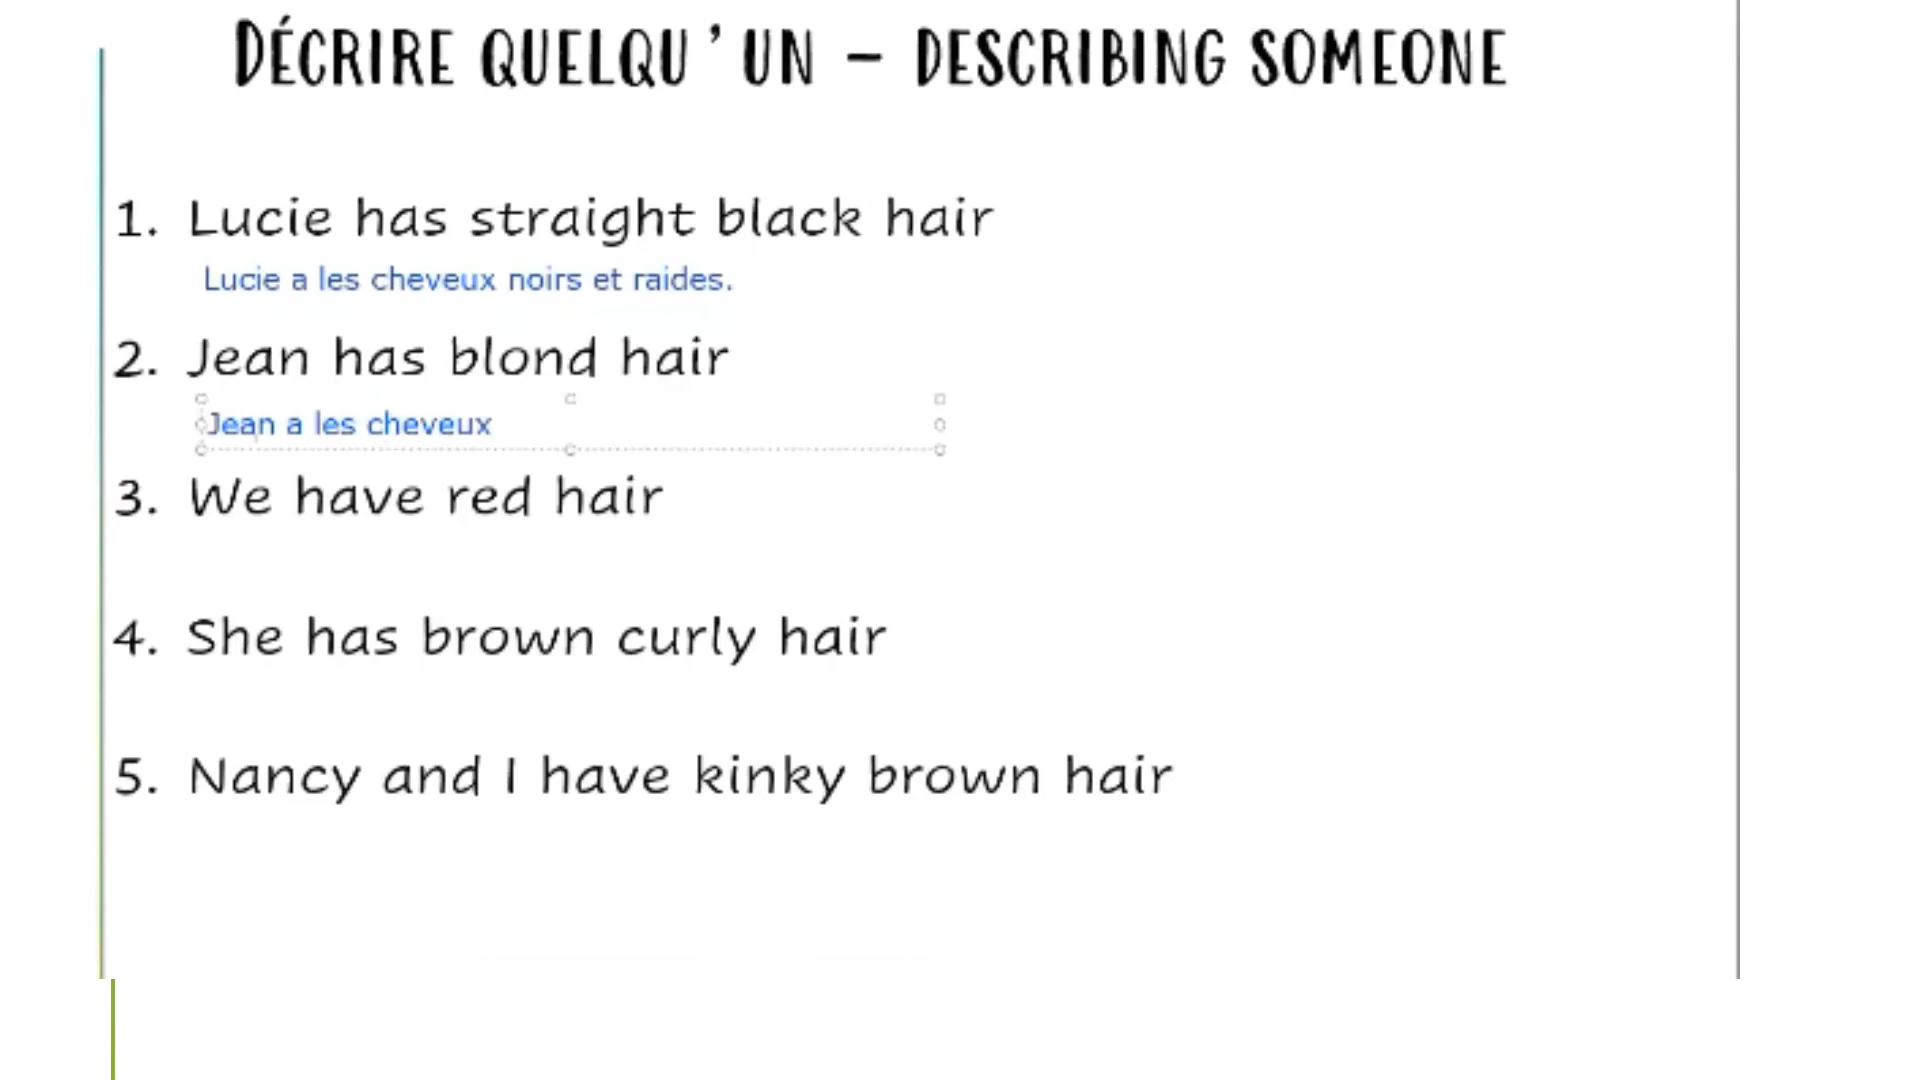 DÉCRIRE QUELQU'UN – DESCRIBING SOMEONE
1. Lucie has straight black hair
Lucie a les cheveux noirs et raides.
2. Jean has blond hair
Jean a les cheveux
3. We have red hair
4. She has brown curly hair
5. Nancy and I have kinky brown hair